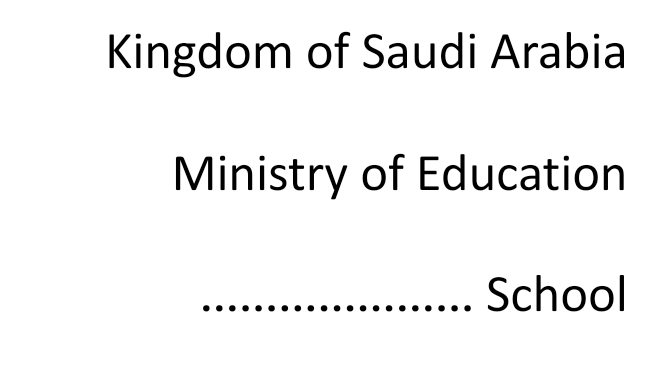 Kingdom of Saudi Arabia
Ministry of Education
..................... School